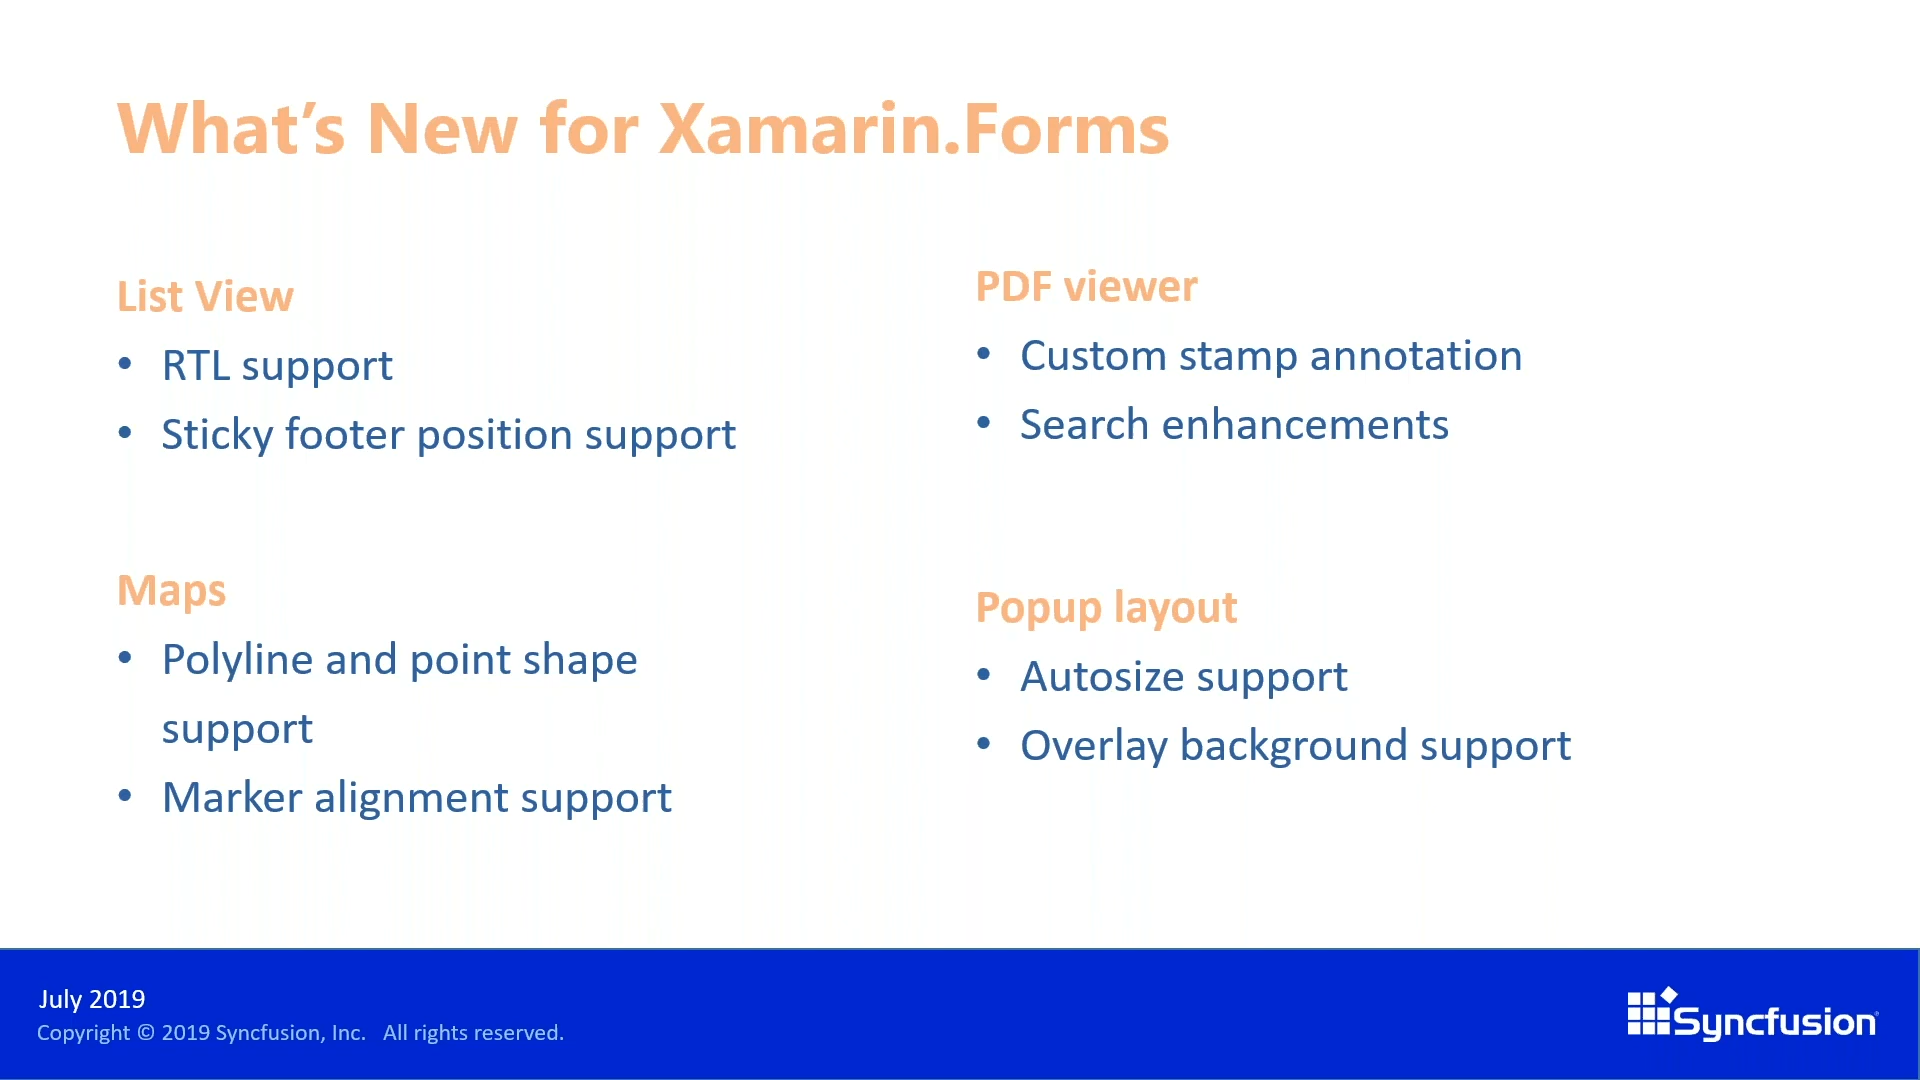 What’s New for Xamarin.Forms
List View
• RTL support
• Sticky footer position support
Maps
• Polyline and point shape
support
• Marker alignment support
PDF viewer
• Custom stamp annotation
• Search enhancements
Popup layout
• Autosize support
• Overlay background support
July 2019
Copyright © 2019 Syncfusion, Inc.   All rights reserved.
Syncfusion